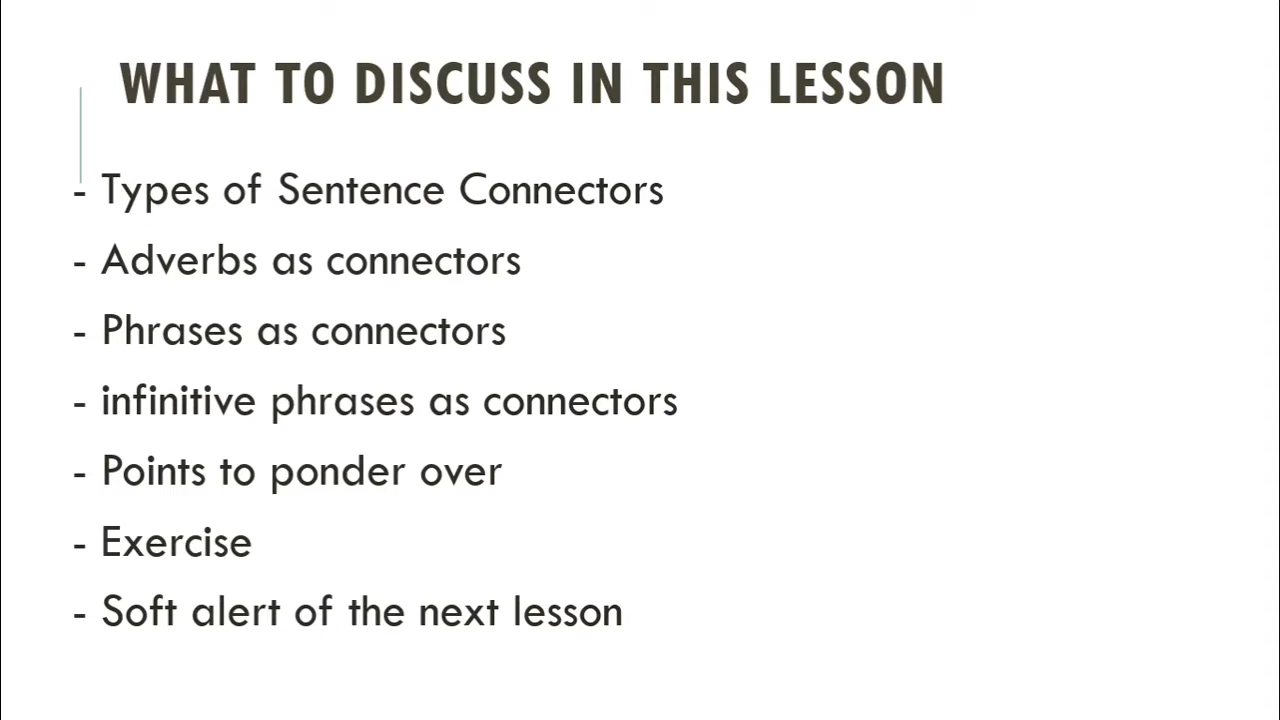 WHAT TO DISCUSS IN THIS LESSON
- Types of Sentence Connectors
- Adverbs as connectors
- Phrases as connectors
- infinitive phrases as connectors
- Points to ponder over
- Exercise
- Soft alert of the next lesson